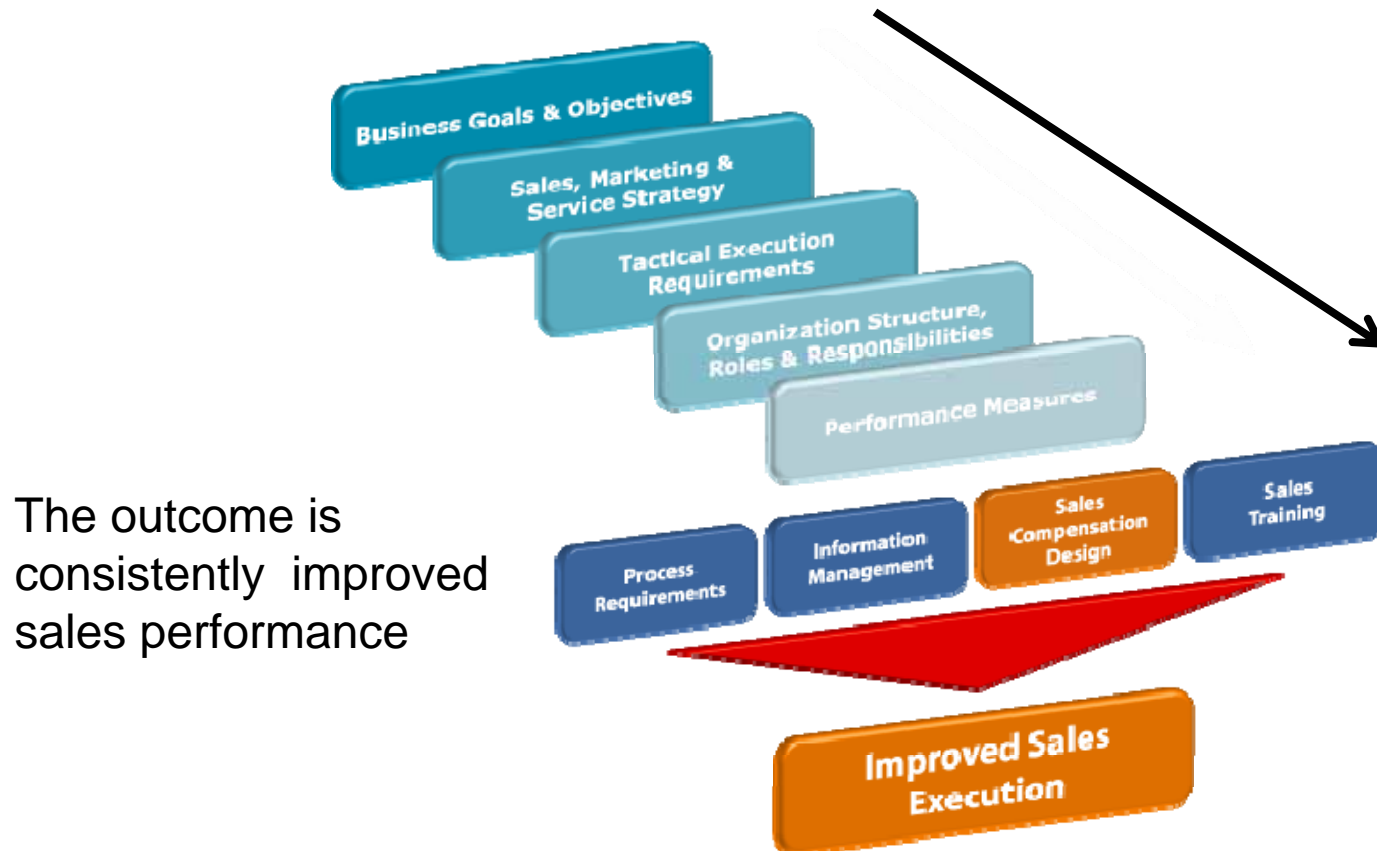 Business Goals & Objectives
Sales, Marketing &
Service Strategy
Tactical Execution
Requirements
Organization Structure,
Roles & Responsibilities
Performance Measures
Process
Requirements
Information
Management
Sales
Compensation
Design
Sales
Training
The outcome is
consistently improved
sales performance
Improved Sales
Execution